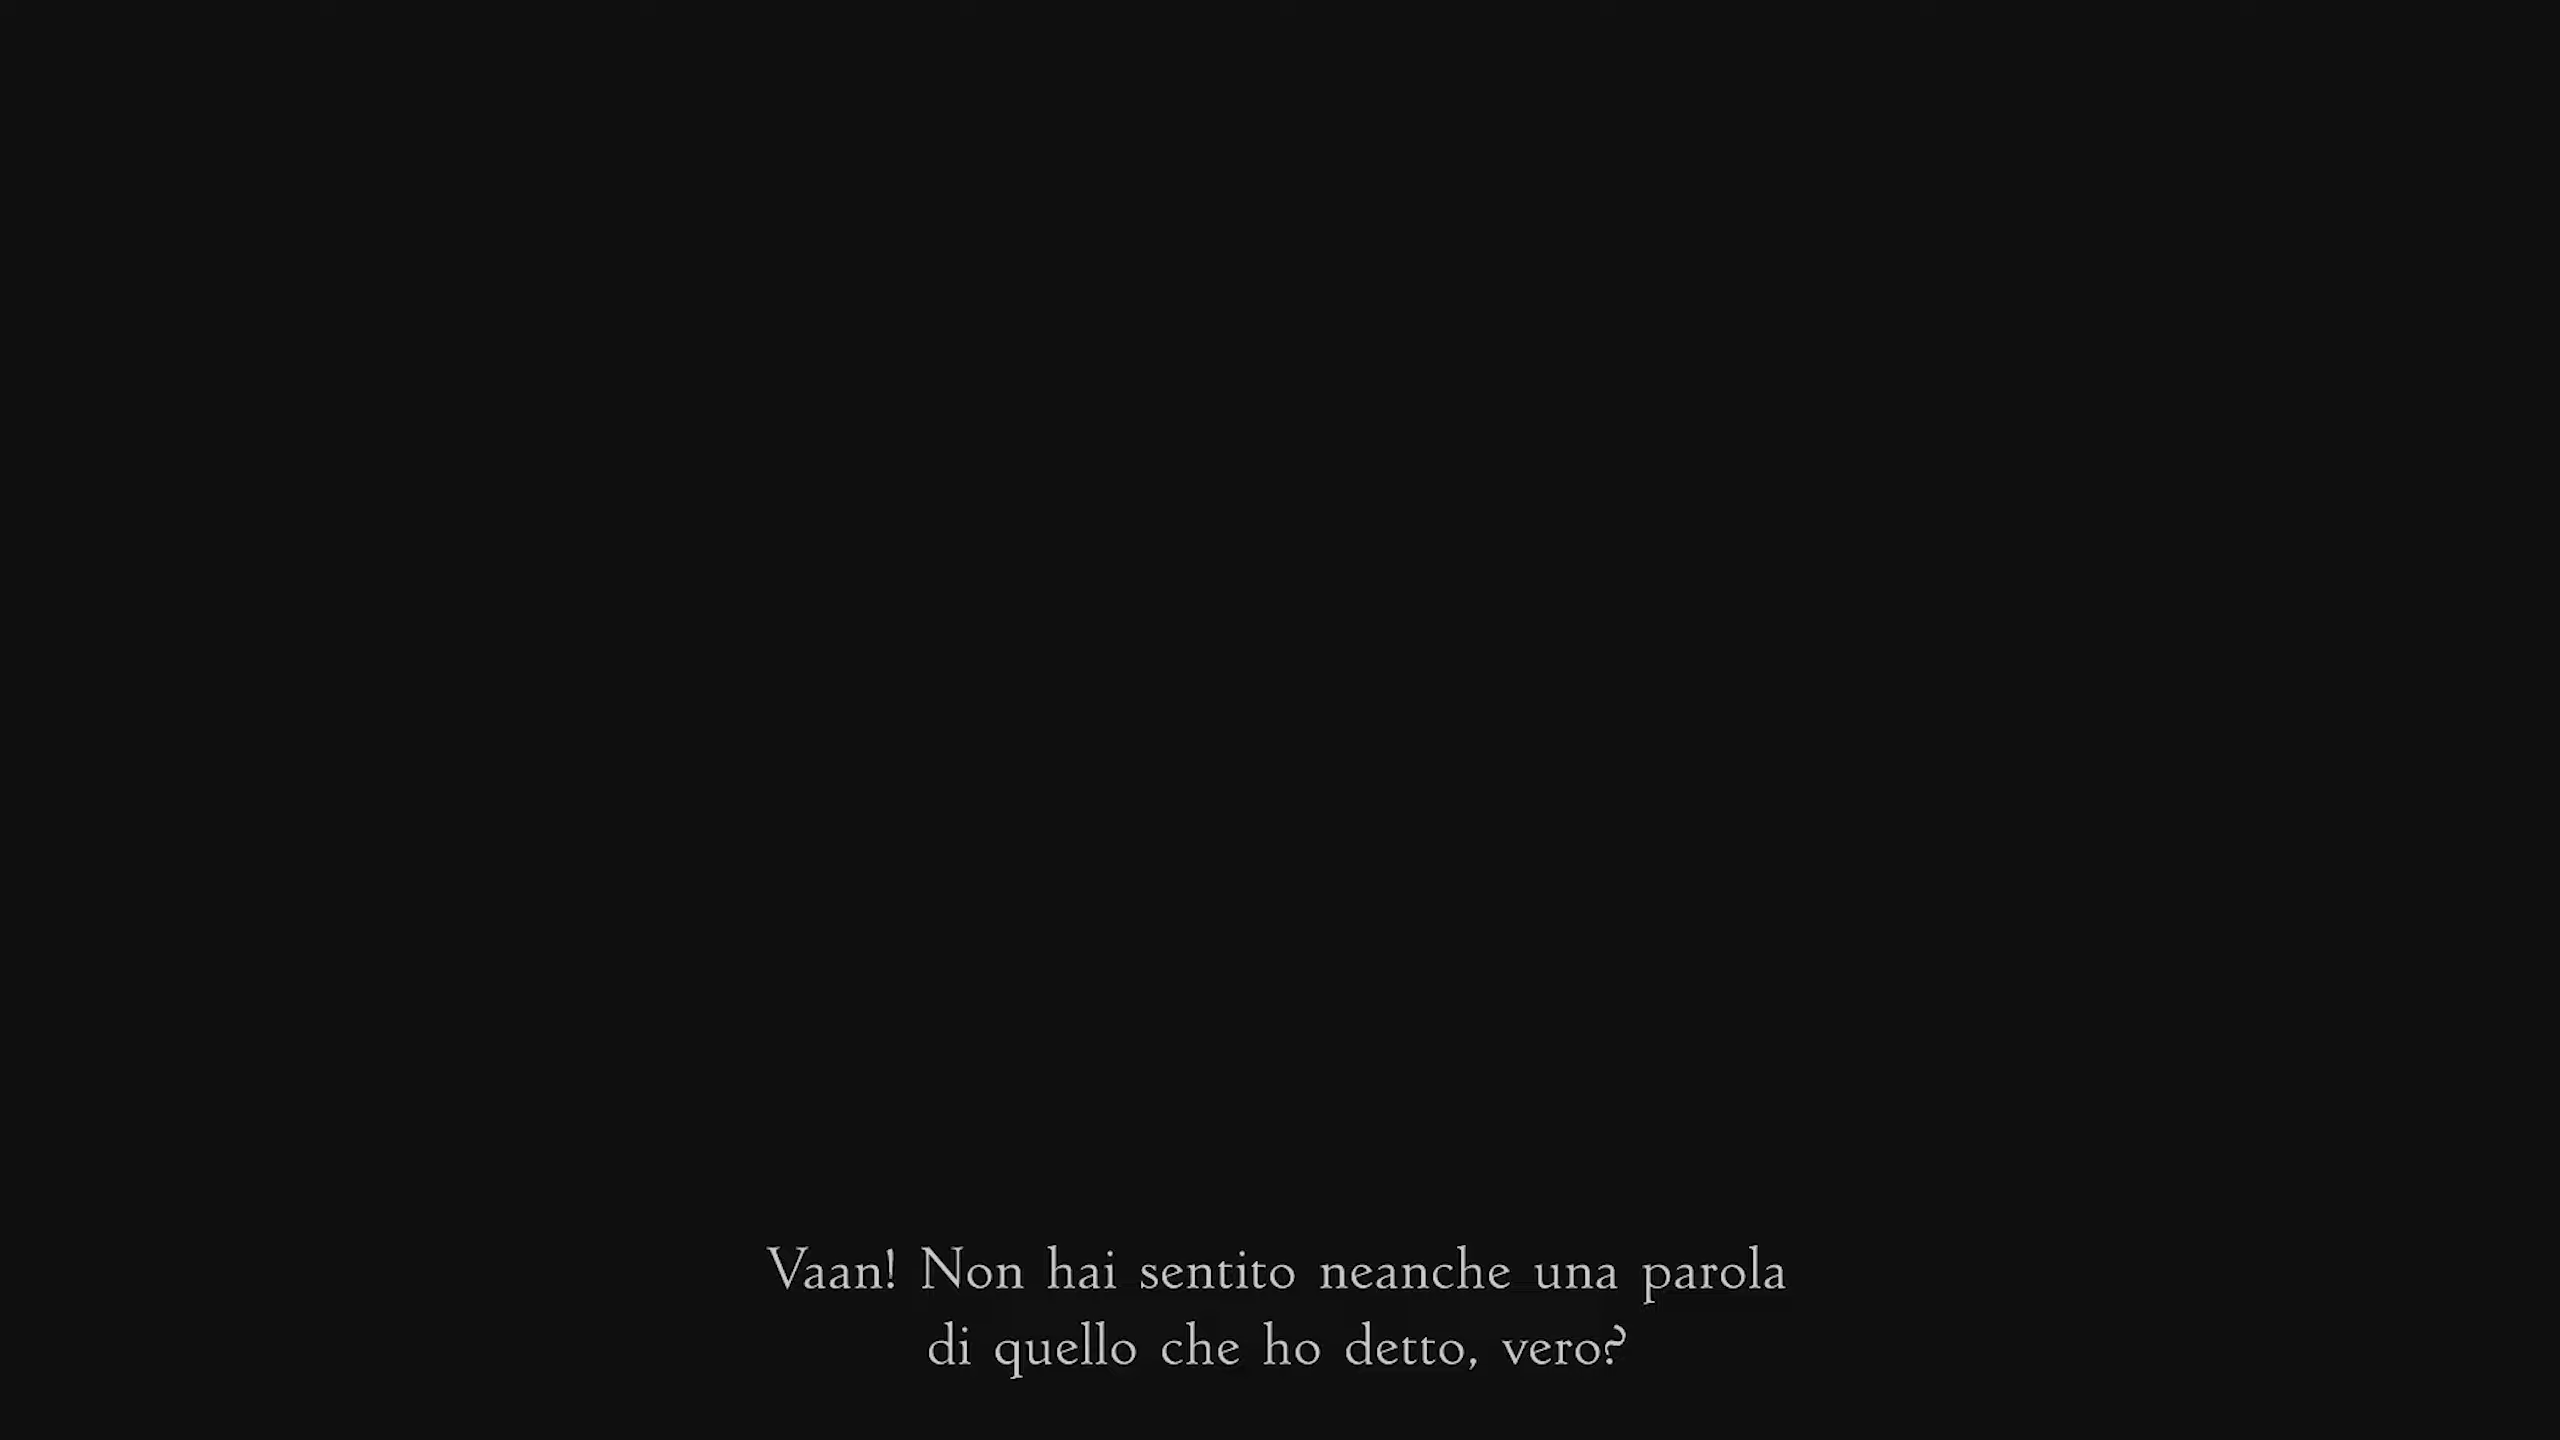 Vaan! Non hai sentito neanche una parola
di quello che ho detto, vero?